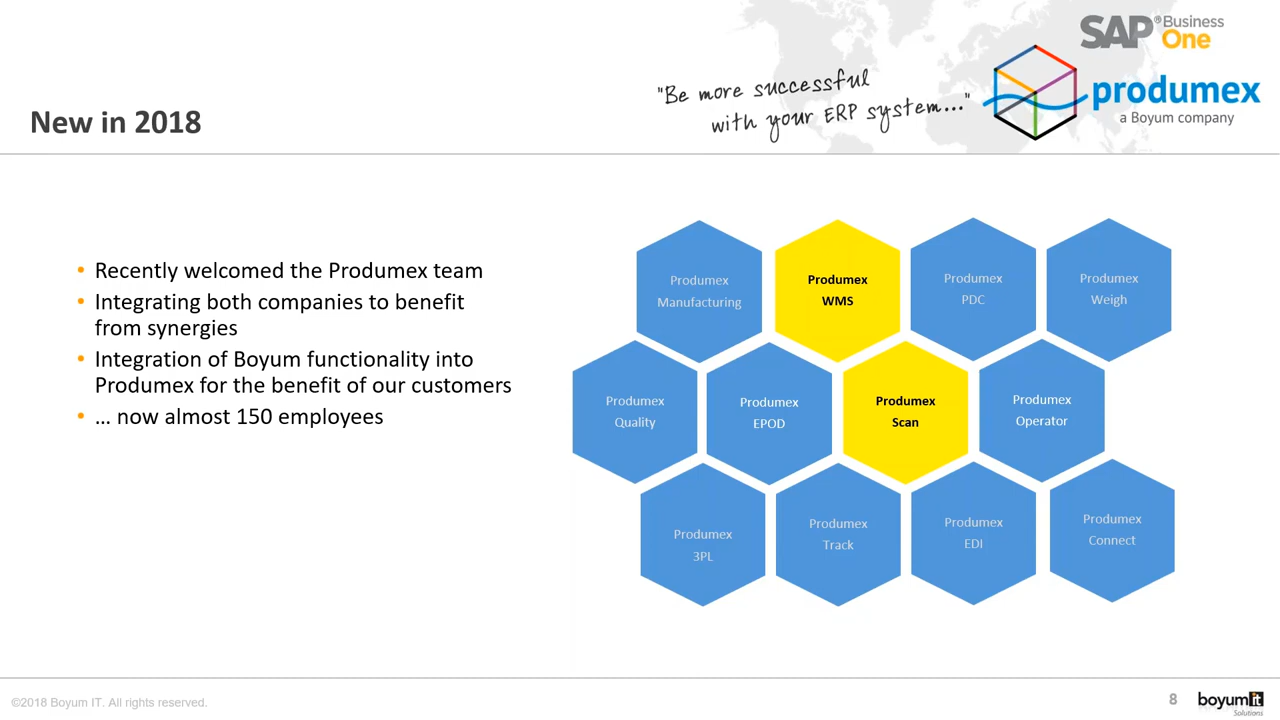 SAP® Business
One
"Be more successful
with your ERP system..."
produmex
a Boyum company
New in 2018
• Recently welcomed the Produmex team
• Integrating both companies to benefit
from synergies
• Integration of Boyum functionality into
Produmex for the benefit of our customers
• … now almost 150 employees
Produmex
Manufacturing
Produmex
WMS
Produmex
PDC
Produmex
Weigh
Produmex
Quality
Produmex
EPOD
Produmex
Scan
Produmex
Operator
Produmex
3PL
Produmex
Track
Produmex
EDI
Produmex
Connect
©2018 Boyum IT. All rights reserved.
8
boyumit
Solutions